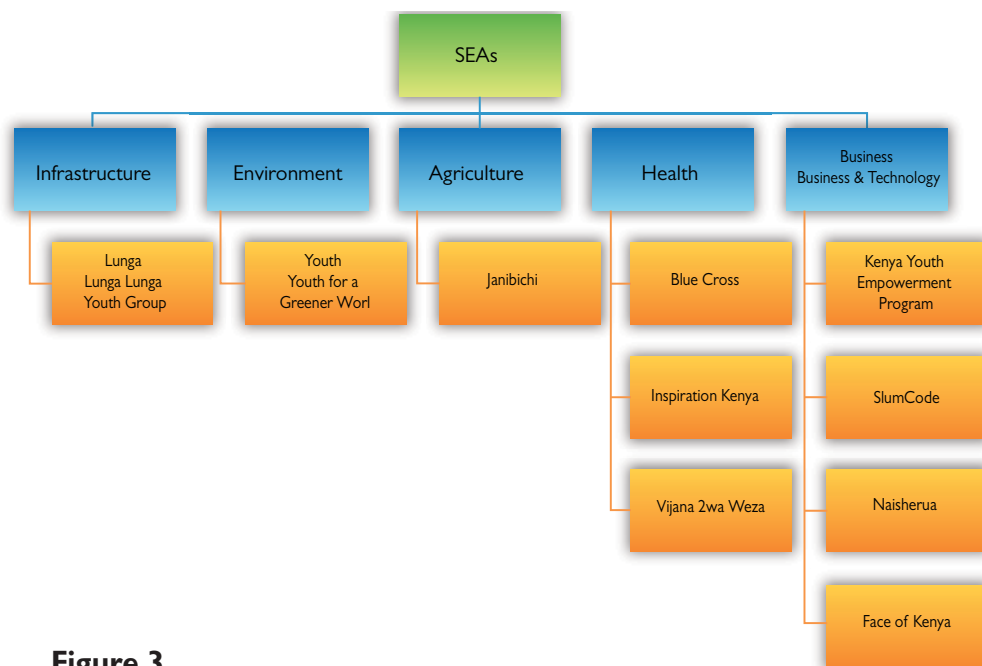 SEAs
Infrastructure
Environment
Agriculture
Health
Business
Business & Technology
Lunga
Lunga Lunga
Youth Group
Youth
Youth for a
Greener Worl
Janibichi
Blue Cross
Kenya Youth
Empowerment
Program
Inspiration Kenya
SlumCode
Vijana 2wa Weza
Naisherua
Face of Kenya
Figure 3